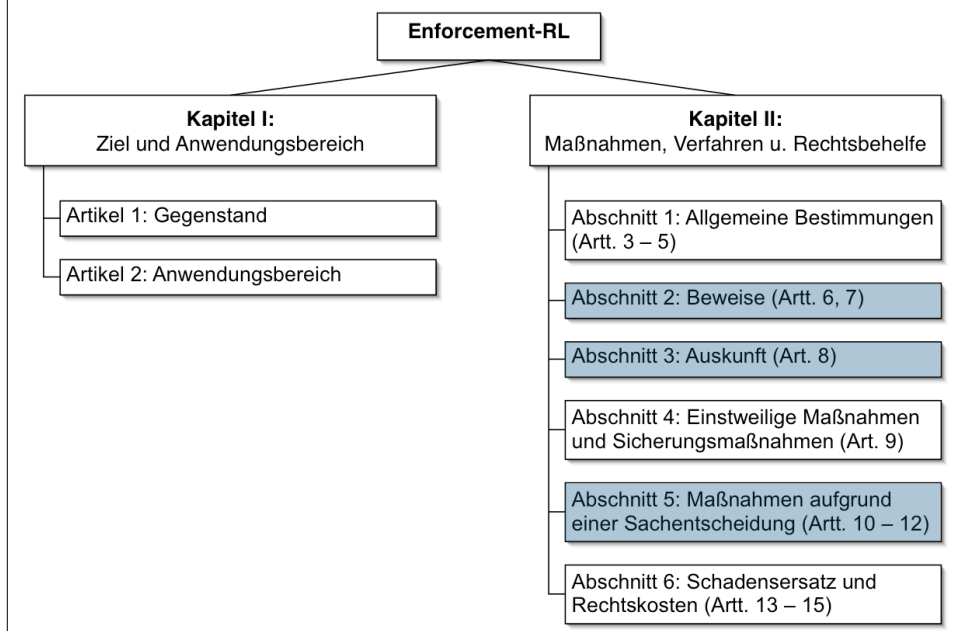 Enforcement-RL
Kapitel I:
Ziel und Anwendungsbereich
Artikel 1: Gegenstand
Artikel 2: Anwendungsbereich
Kapitel II:
Maßnahmen, Verfahren u. Rechtsbehelfe
Abschnitt 1: Allgemeine Bestimmungen
(Artt. 3 – 5)
Abschnitt 2: Beweise (Artt. 6, 7)
Abschnitt 3: Auskunft (Art. 8)
Abschnitt 4: Einstweilige Maßnahmen
und Sicherungsmaßnahmen (Art. 9)
Abschnitt 5: Maßnahmen aufgrund
einer Sachentscheidung (Artt. 10 – 12)
Abschnitt 6: Schadensersatz und
Rechtskosten (Artt. 13 – 15)